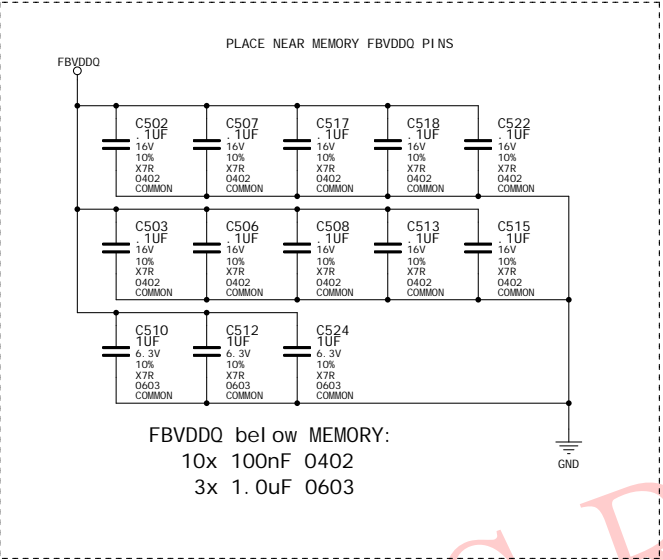 PLACE NEAR MEMORY FBVDDQ PINS
FBVDDQ
C502 C507 C517 C518 C522
.1UF .1UF .1UF .1UF .1UF
16V 16V 16V 16V 16V
10% 10% 10% 10% 10%
X7R X7R X7R X7R X7R
0402 0402 0402 0402 0402
COMMON COMMON COMMON COMMON COMMON
C503 C506 C508 C513 C515
.1UF .1UF .1UF .1UF .1UF
16V 16V 16V 16V 16V
10% 10% 10% 10% 10%
X7R X7R X7R X7R X7R
0402 0402 0402 0402 0402
COMMON COMMON COMMON COMMON COMMON
C510 C512 C524
1UF 1UF 1UF
6.3V 6.3V 6.3V
10% 10% 10%
X7R X7R X7R
0603 0603 0603
COMMON COMMON COMMON
FBVDDQ below MEMORY:
10x 100nF 0402
3x 1.0uF 0603
GND